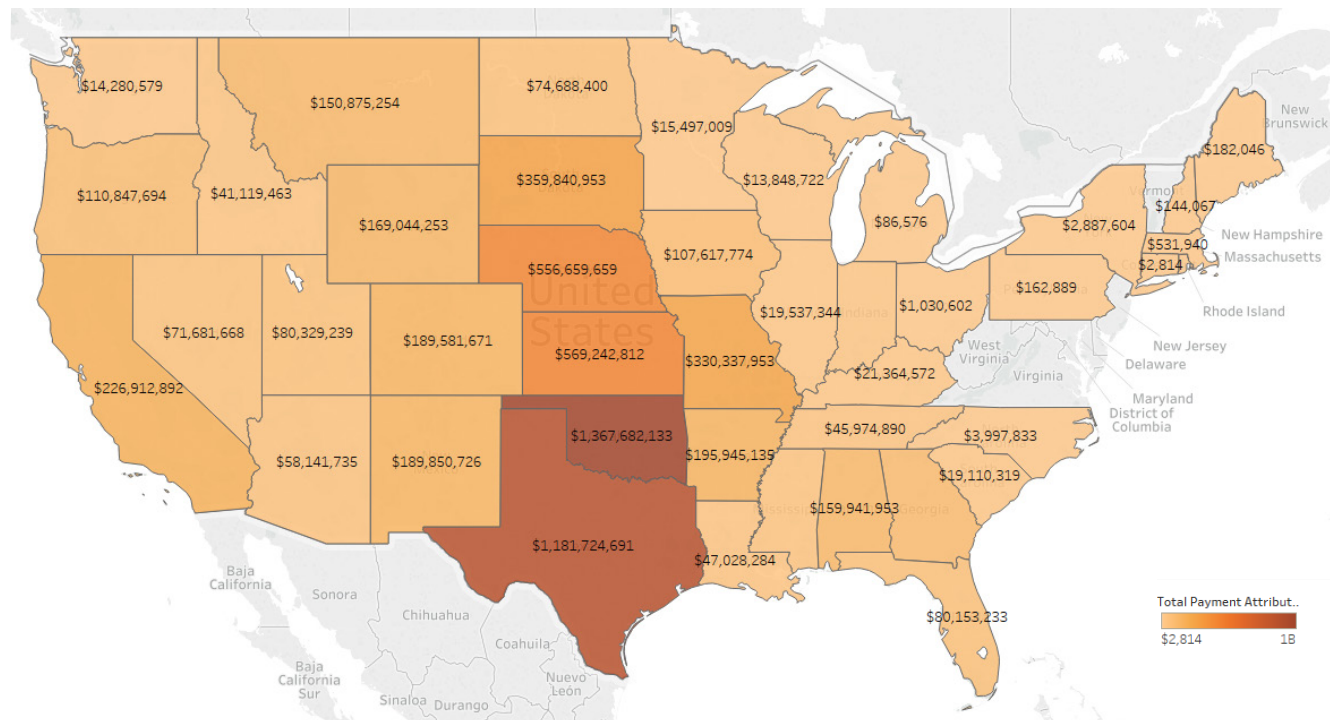 $14,280,579
$150,875,254
$74,688,400
$15,497,009
New
Brunswick
$182,046
$110,847,694
$41,119,463
$169,044,253
$359,840,953
$13,848,722
$86,576
$2,887,604
Vermont
$144,067
New Hampshire
$531,940
Massachusetts
$2,814
Rhode Island
$556,659,659
United
States
$107,617,774
$19,537,344
Indiana
$1,030,602
$162,889
New Jersey
Delaware
Maryland
District of
Columbia
West
Virginia
Virginia
$226,912,892
$71,681,668
$80,329,239
$189,581,671
$569,242,812
$330,337,953
$21,364,572
$58,141,735
$189,850,726
$1,367,682,133
$195,945,139
$45,974,890
$3,997,833
$19,110,319
$1,181,724,691
$47,028,284
Mississippi
$159,941,953
Georgia
$80,153,233
Baja
California
Sonora
Chihuahua
Coahuila
Baja
California
Sur
Sinaloa
Durango
Nuevo
León
Total Payment Attribut..
$2,814
1B